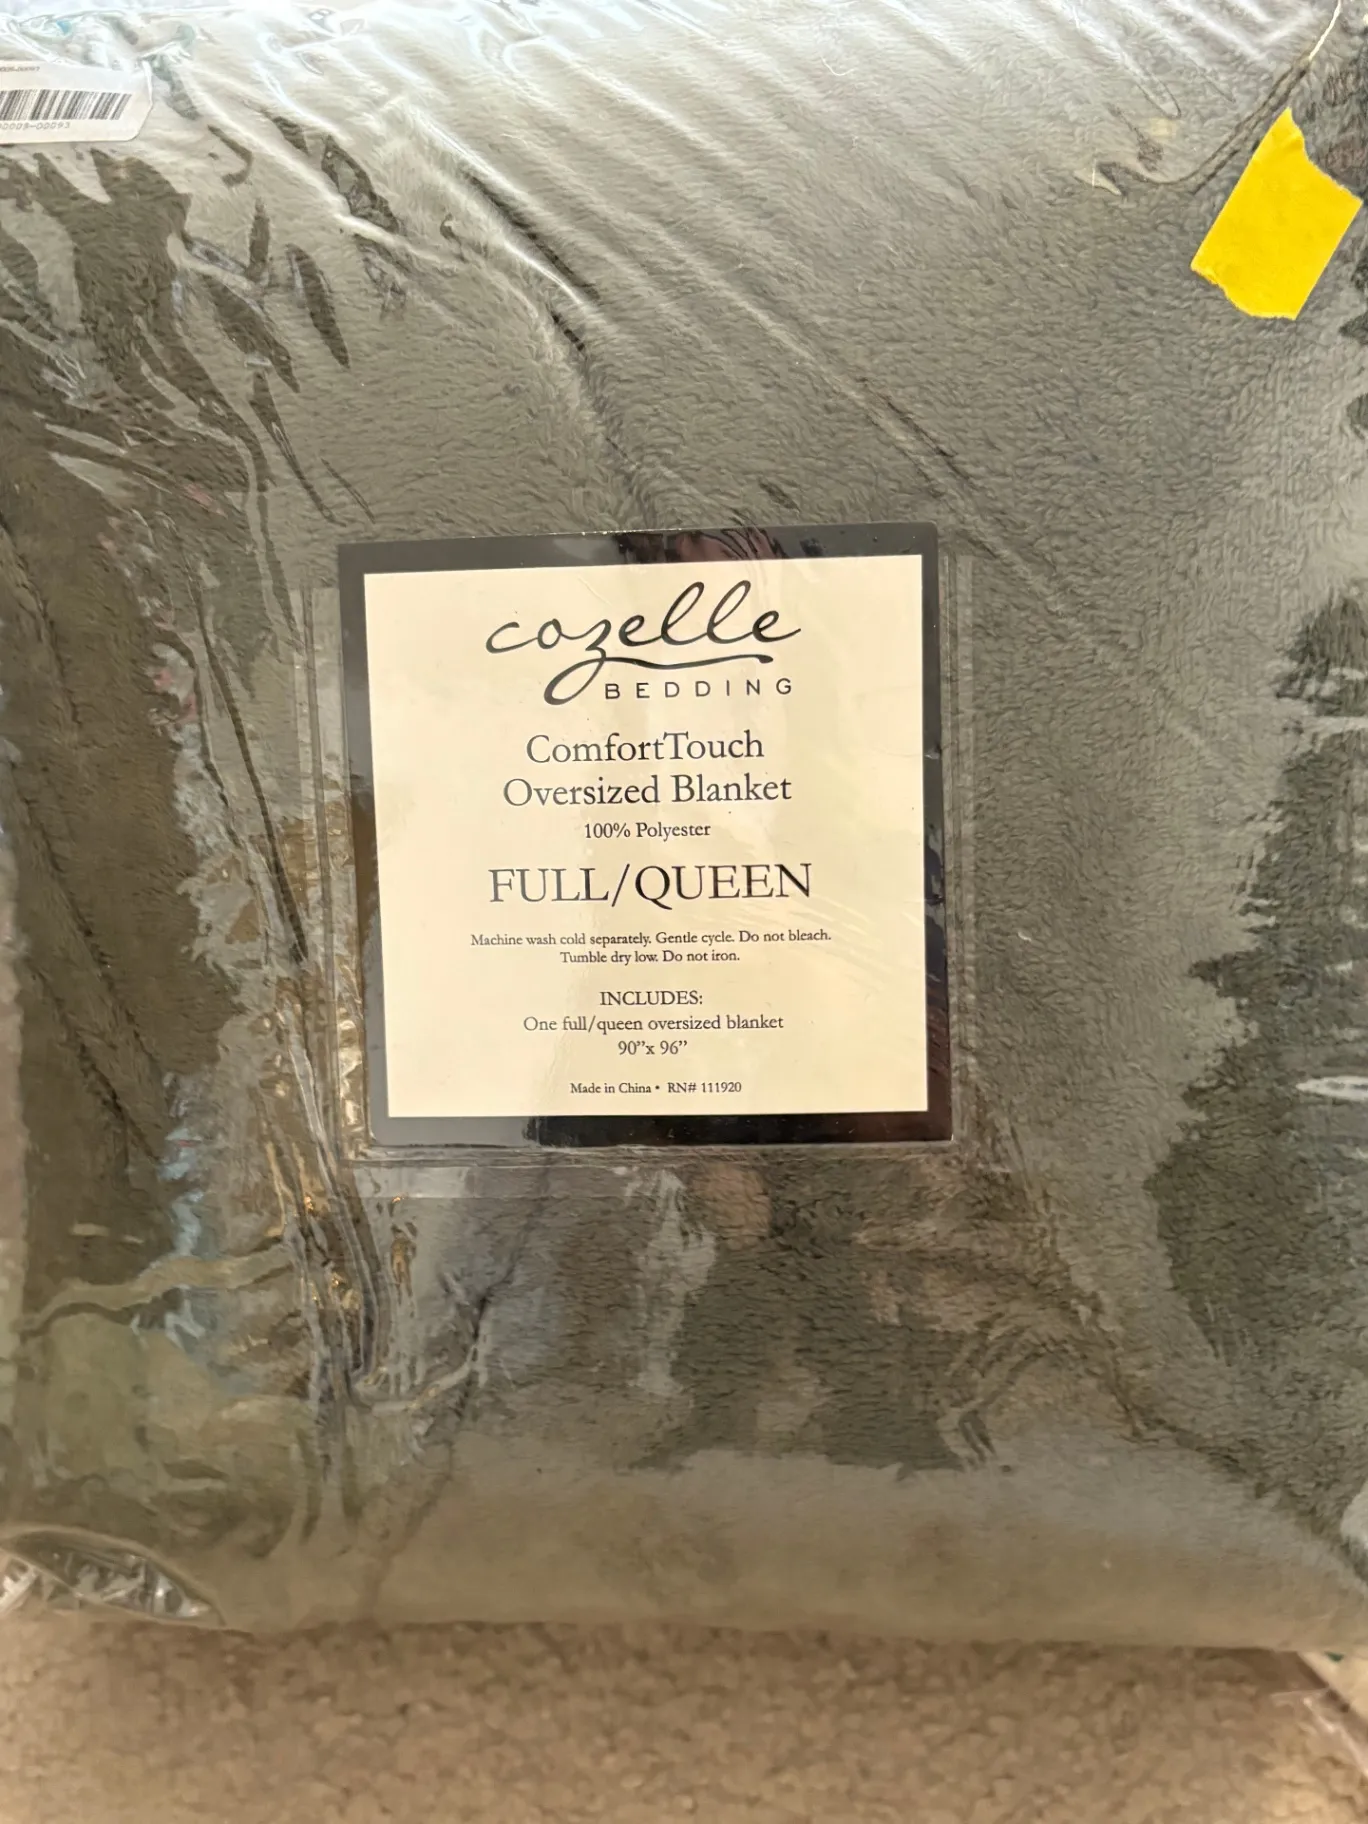 cozelle
BEDDING
ComfortTouch
Oversized Blanket
100% Polyester
FULL/QUEEN
Machine wash cold separately. Gentle cycle. Do not bleach.
Tumble dry low. Do not iron.
INCLUDES:
One full/queen oversized blanket
90”x 96”
Made in China • RN# 111920